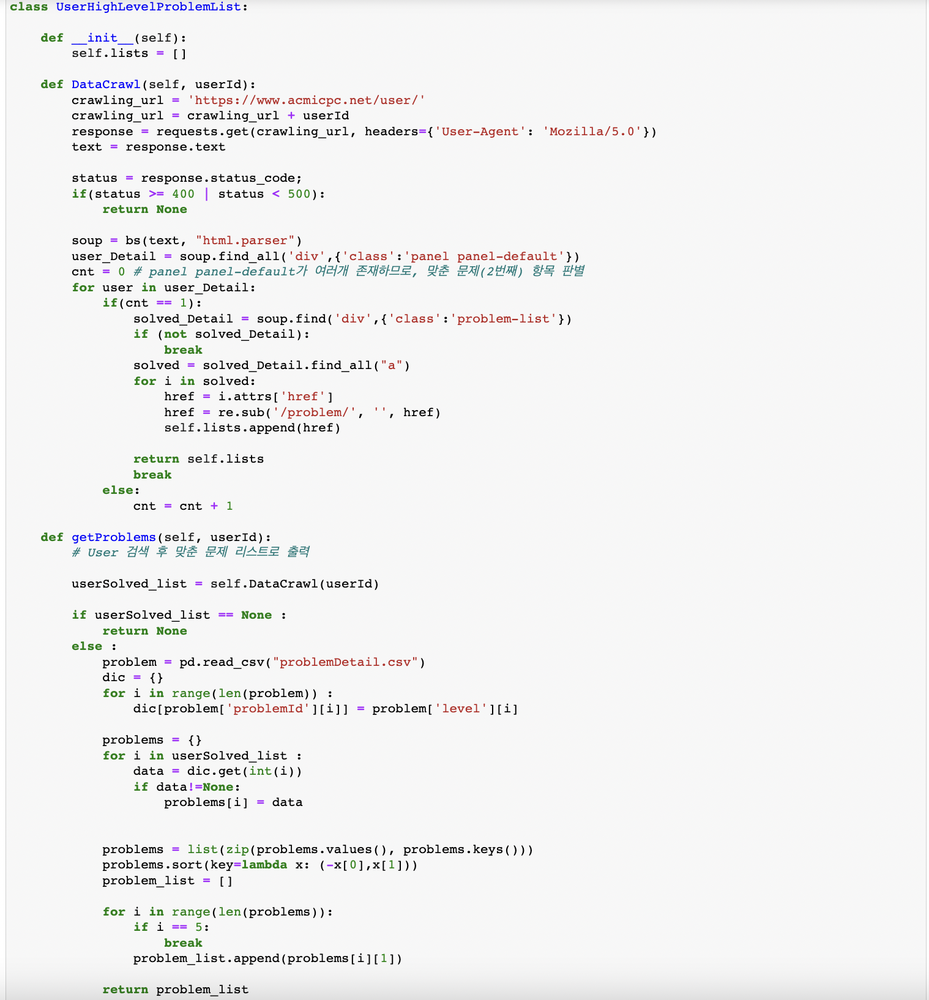 class UserHighLevelProblemList:
def __init__(self):
self.lists = []
def DataCrawl(self, userId):
crawling_url = 'https://www.acmicpc.net/user/'
crawling_url = crawling_url + userId
response = requests.get(crawling_url, headers={'User-Agent': 'Mozilla/5.0'})
text = response.text
status = response.status_code;
if(status >= 400 | status < 500):
return None
soup = bs(text, "html.parser")
user_Detail = soup.find_all('div',{'class':'panel panel-default'})
cnt = 0 # panel panel-default가 여러개 존재하므로, 맞춘 문제(2번째) 항목 판별
for user in user_Detail:
if(cnt == 1):
solved_Detail = soup.find('div',{'class':'problem-list'})
if (not solved_Detail):
break
solved = solved_Detail.find_all("a")
for i in solved:
href = i.attrs['href']
href = re.sub('/problem/', '', href)
self.lists.append(href)
return self.lists
break
else:
cnt = cnt + 1
def getProblems(self, userId):
# User 검색 후 맞춘 문제 리스트로 출력
userSolved_list = self.DataCrawl(userId)
if userSolved_list == None :
return None
else :
problem = pd.read_csv("problemDetail.csv")
dic = {}
for i in range(len(problem)) :
dic[problem['problemId'][i]] = problem['level'][i]
problems = {}
for i in userSolved_list :
data = dic.get(int(i))
if data!=None:
problems[i] = data
problems = list(zip(problems.values(), problems.keys()))
problems.sort(key=lambda x: (-x[0],x[1]))
problem_list = []
for i in range(len(problems)):
if i == 5:
break
problem_list.append(problems[i][1])
return problem_list